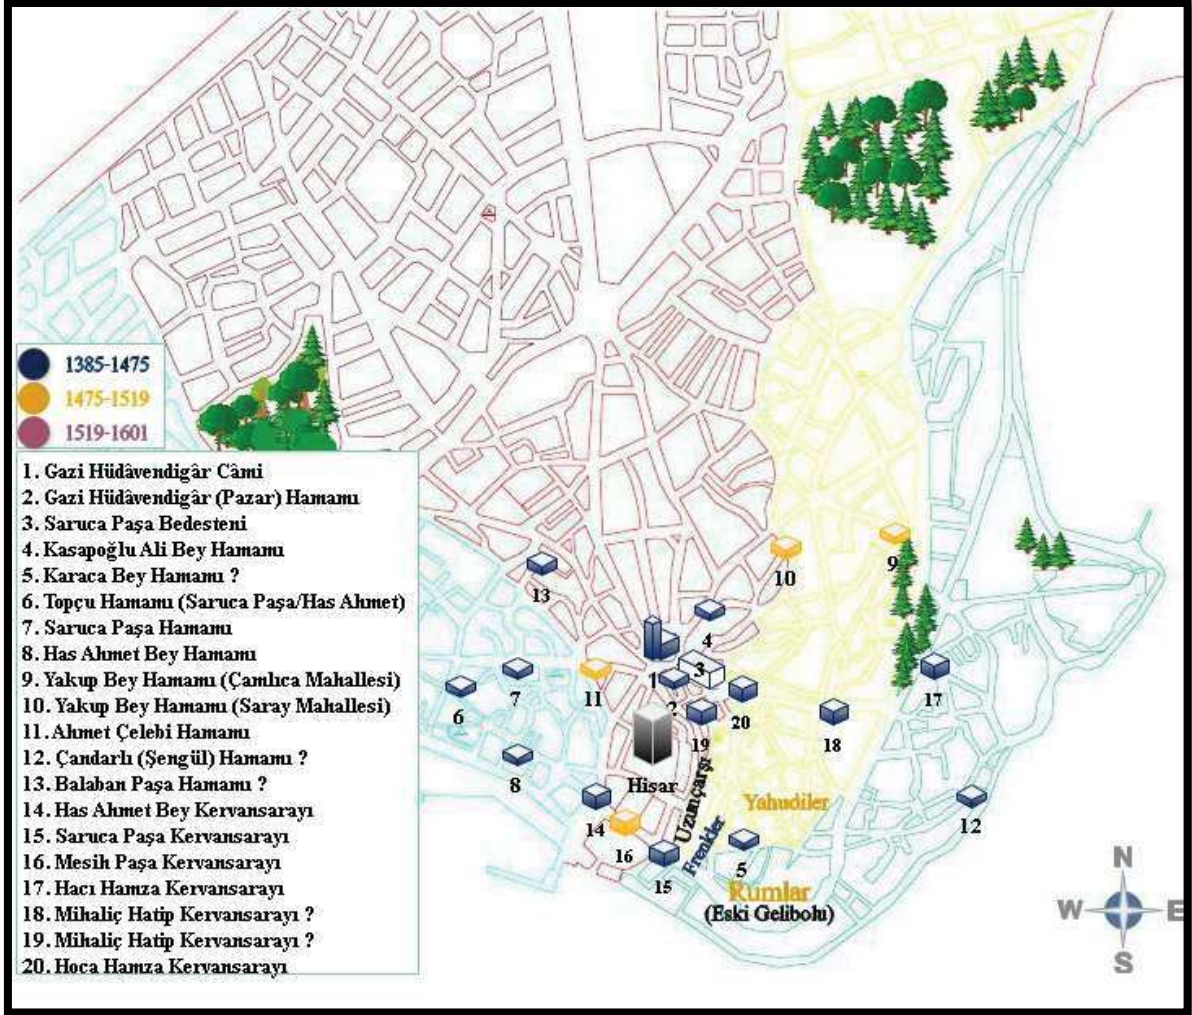 1385-1475
1475-1519
1519-1601
1. Gazi Hüdâvendigâr Câmi
2. Gazi Hüdâvendigâr (Pazar) Hamamı
3. Saruca Paşa Bedesteni
4. Kasapoğlu Ali Bey Hamamı
5. Karaca Bey Hamamı ?
6. Topçu Hamamı (Saruca Paşa/Has Ahmet)
7. Saruca Paşa Hamamı
8. Has Ahmet Bey Hamamı
9. Yakup Bey Hamamı (Çamlıca Mahallesi)
10. Yakup Bey Hamamı (Saray Mahallesi)
11. Ahmet Çelebi Hamamı
12. Çandarlı (Şengül) Hamamı ?
13. Balaban Paşa Hamamı ?
14. Has Ahmet Bey Kervansarayı
15. Saruca Paşa Kervansarayı
16. Mesih Paşa Kervansarayı
17. Hacı Hamza Kervansarayı
18. Mihaliç Hatip Kervansarayı ?
19. Mihaliç Hatip Kervansarayı ?
20. Hoca Hamza Kervansarayı
9
10
13
4
3
1
11
7
6
2
20
17
19
18
8
Hisar
Uzunçarşı
Yahudiler
12
14
16
Frenkler
15
5
Rumlar
(Eski Gelibolu)
N
W
E
S